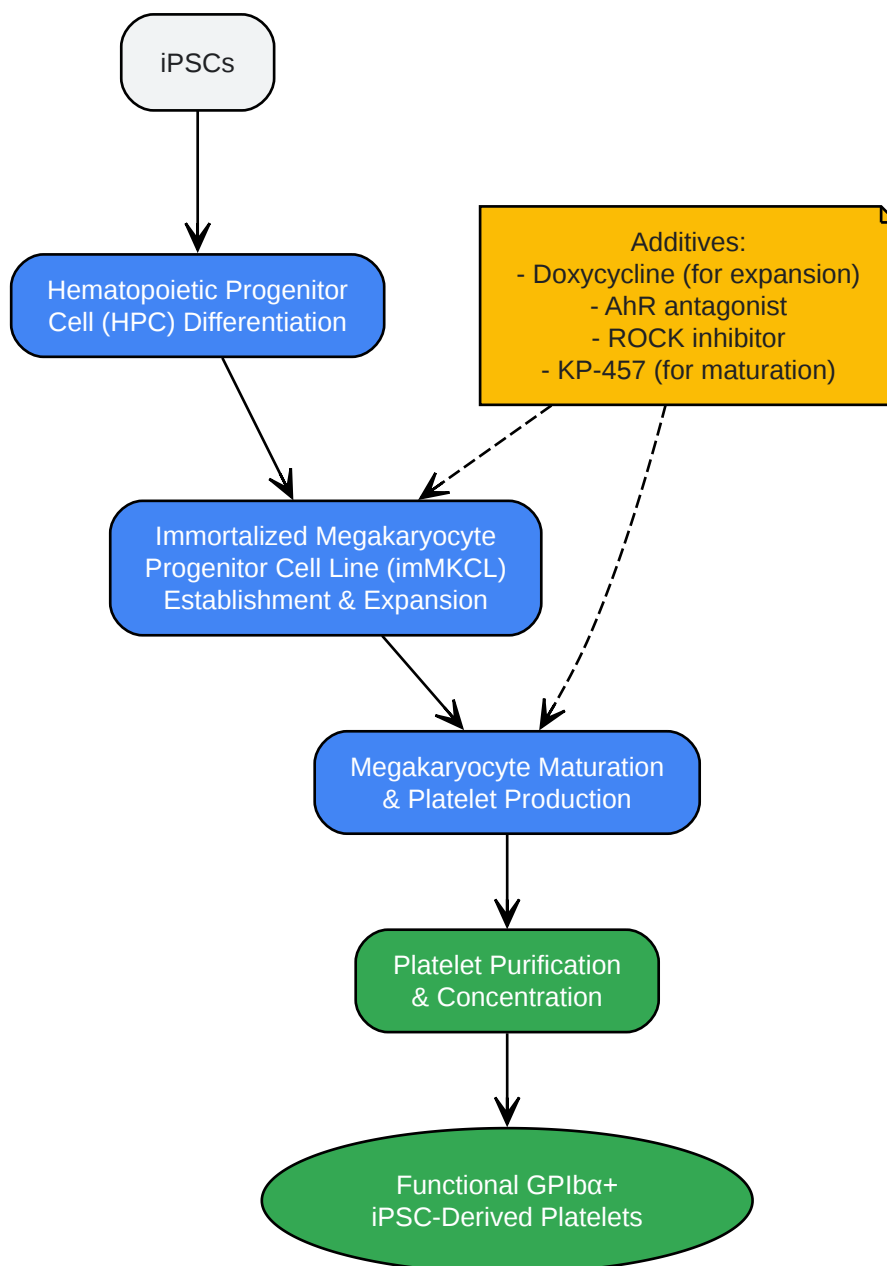 iPSCs
Hematopoietic Progenitor
Cell (HPC) Differentiation
Additives:
- Doxycycline (for expansion)
- AhR antagonist
- ROCK inhibitor
- KP-457 (for maturation)
Immortalized Megakaryocyte
Progenitor Cell Line (imMKCL)
Establishment & Expansion
Megakaryocyte Maturation
& Platelet Production
Platelet Purification
& Concentration
Functional GPIbα+
iPSC-Derived Platelets